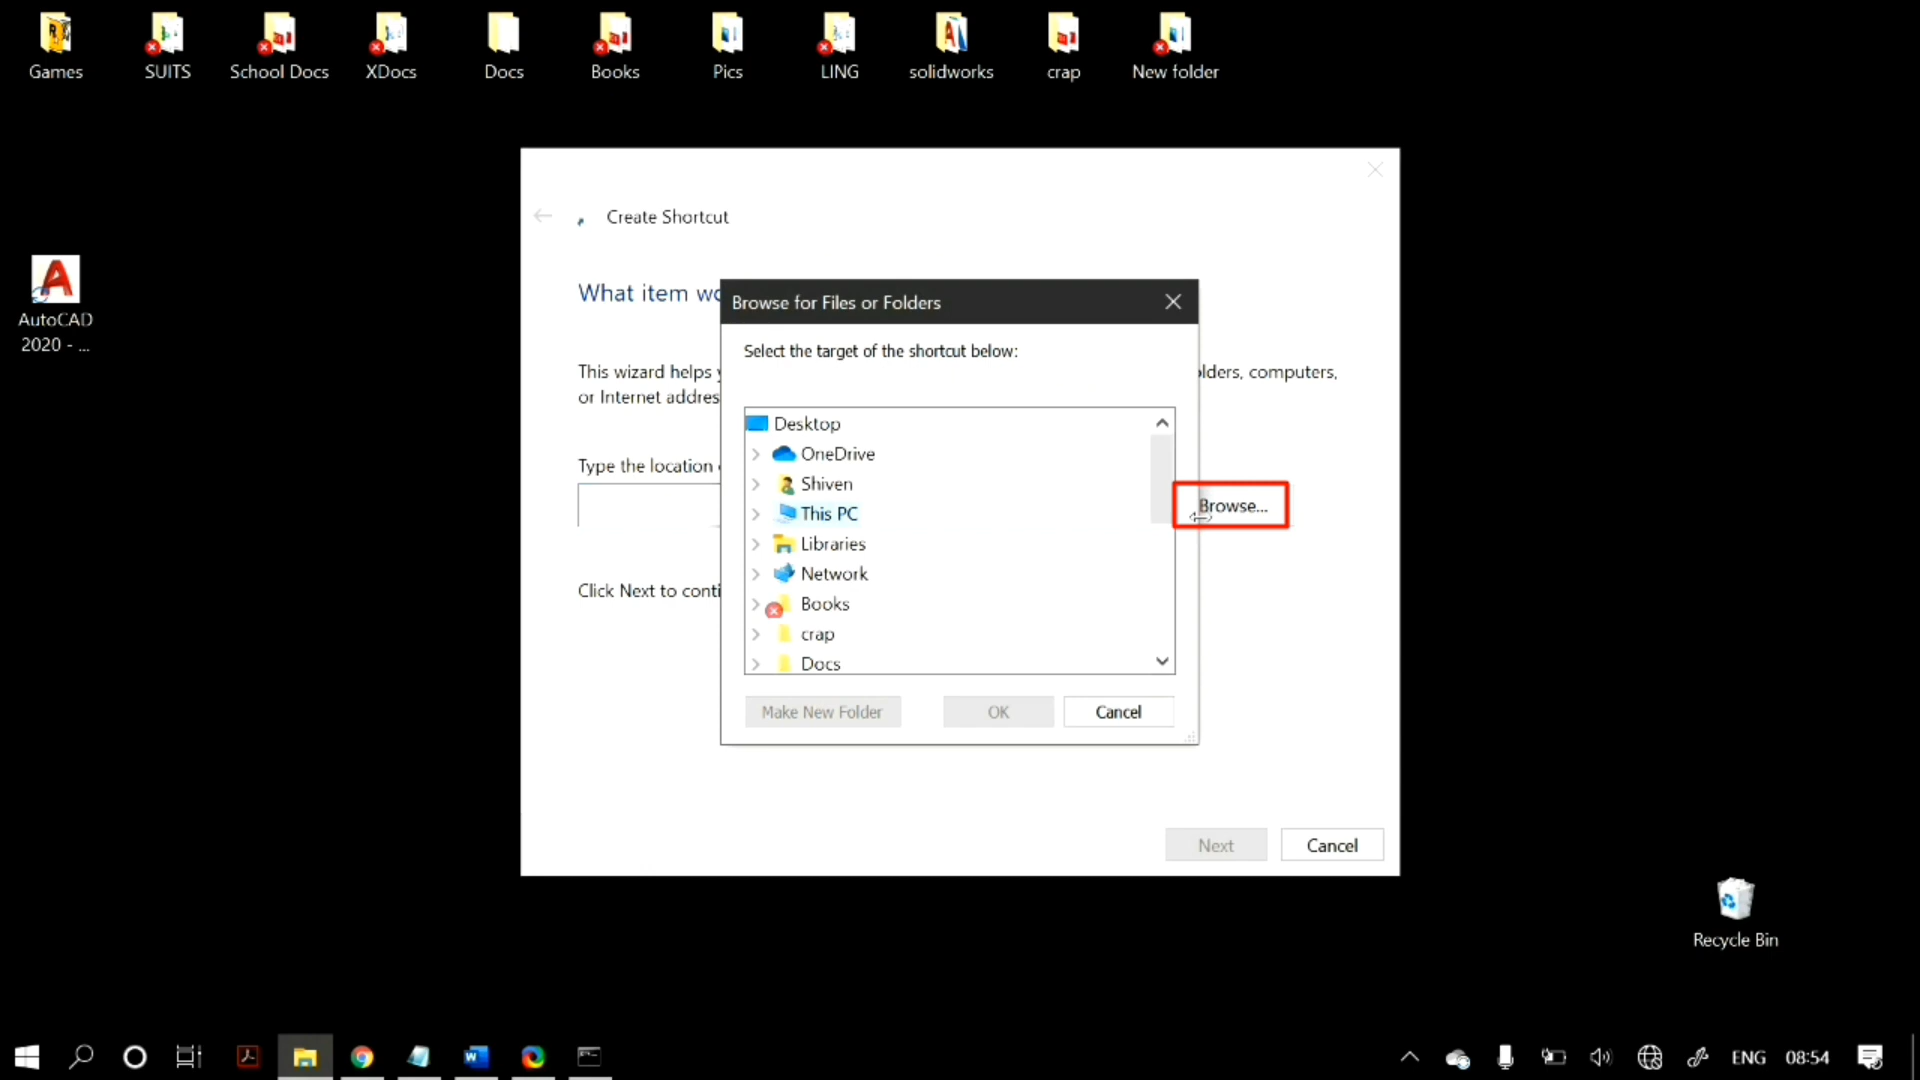 Games
SUITS
School Docs
XDocs
Docs
Books
Pics
LING
solidworks
crap
New folder
AutoCAD
2020 - ...
Create Shortcut
What item wo
Browse for Files or Folders
Select the target of the shortcut below:
This wizard helps y
lders, computers,
or Internet addres
Desktop
OneDrive
Type the location
Shiven
Browse...
This PC
Libraries
Network
Click Next to conti
Books
crap
Docs
Make New Folder
OK
Cancel
Next
Cancel
Recycle Bin
ENG
08:54